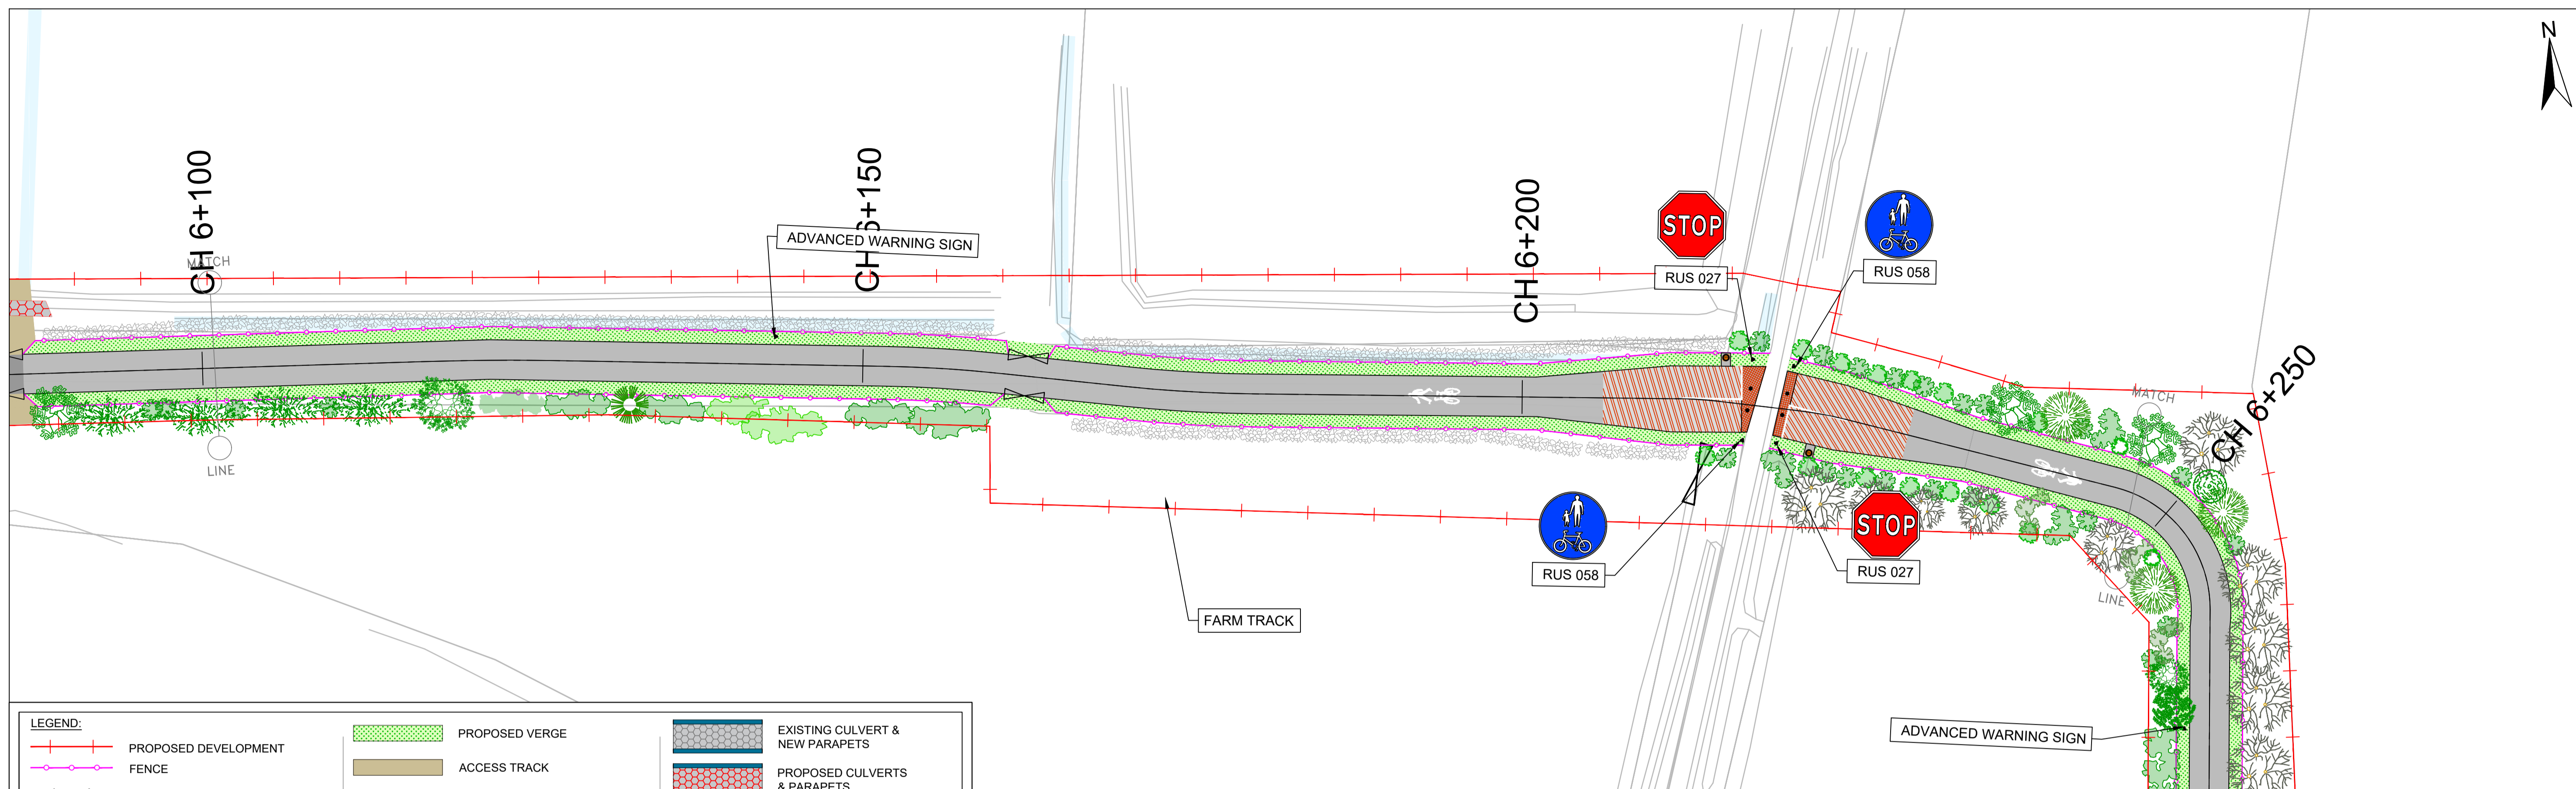 N
CH 6+100
CH 6+150
CH 6+200
CH 6+250
MATCH
LINE
ADVANCED WARNING SIGN
STOP
RUS 027
RUS 058
MATCH
LINE
RUS 058
STOP
RUS 027
FARM TRACK
ADVANCED WARNING SIGN
LEGEND:
PROPOSED DEVELOPMENT
FENCE
PROPOSED VERGE
ACCESS TRACK
EXISTING CULVERT &
NEW PARAPETS
PROPOSED CULVERTS
& PARAPETS